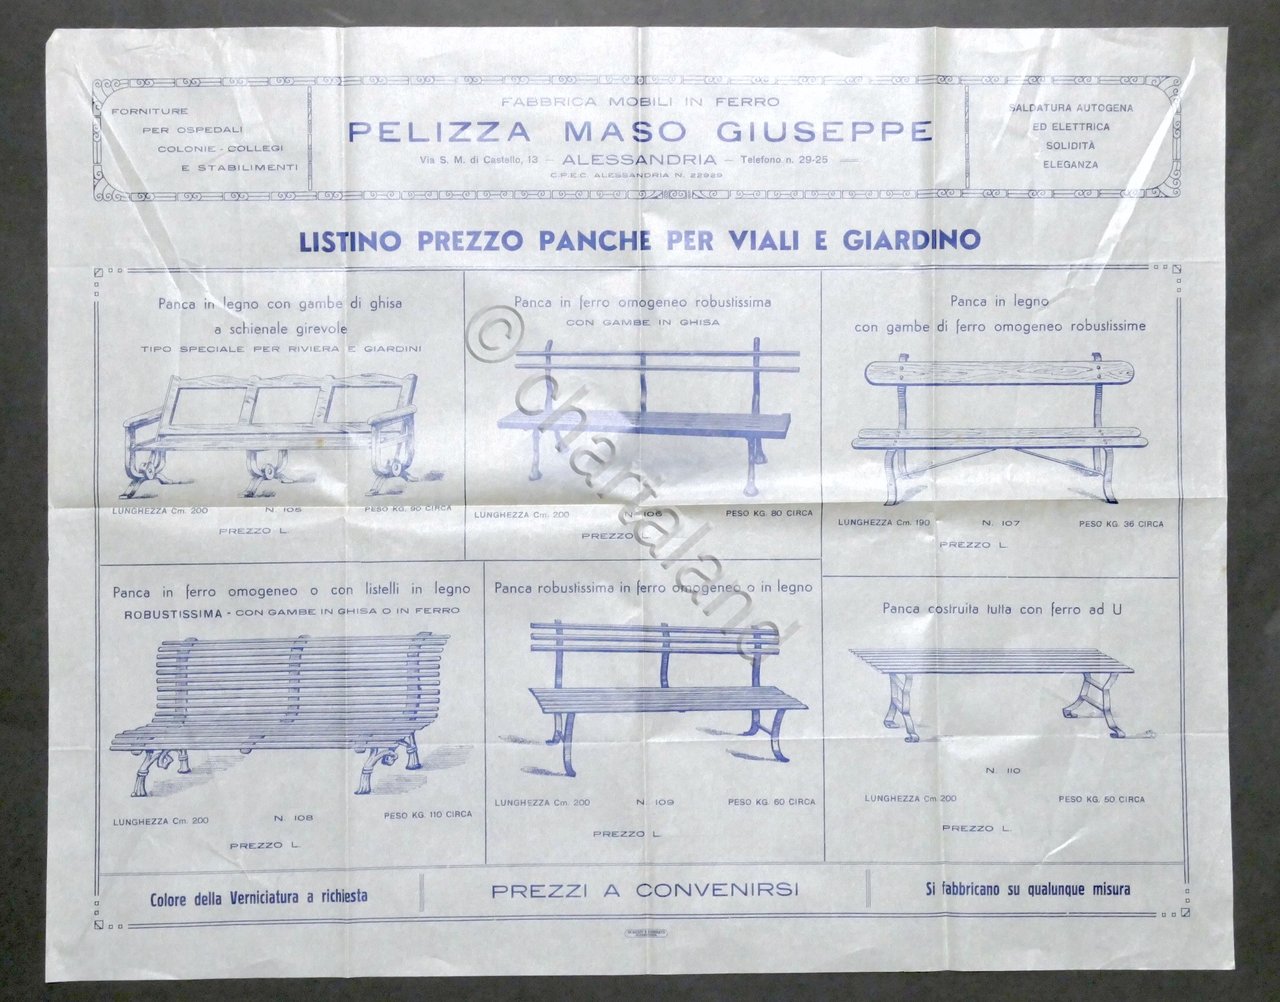 FORNITURE
PER OSPEDALI
COLONIE - COLLEGI
E STABILIMENTI
FABBRICA MOBILI IN FERRO
PELIZZA MASO GIUSEPPE
Via S. M. di Castello, 13 - ALESSANDRIA - Telefono n. 29-25
C.P.E.C. ALESSANDRIA N. 22929
SALDATURA AUTOGENA
ED ELETTRICA
SOLIDITÀ
ELEGANZA
LISTINO PREZZO PANCHE PER VIALI E GIARDINO
Panca in legno con gambe di ghisa
a schienale girevole
TIPO SPECIALE PER RIVIERA E GIARDINI
LUNGHEZZA Cm. 200 N. 105 PESO KG. 90 CIRCA
PREZZO L.
Panca in ferro omogeneo robustissima
CON GAMBE IN GHISA
LUNGHEZZA Cm. 200 N. 106 PESO KG. 80 CIRCA
PREZZO L.
Panca in legno
con gambe di ferro omogeneo robustissime
LUNGHEZZA Cm. 190 N. 107 PESO KG. 36 CIRCA
PREZZO L.
Panca in ferro omogeneo o con listelli in legno
ROBUSTISSIMA - CON GAMBE IN GHISA O IN FERRO
LUNGHEZZA Cm. 200 N. 108 PESO KG. 110 CIRCA
PREZZO L.
Panca robustissima in ferro omogeneo o in legno
LUNGHEZZA Cm. 200 N. 109 PESO KG. 60 CIRCA
PREZZO L.
Panca costruita tutta con ferro ad U
N. 110
LUNGHEZZA Cm. 200 PESO KG. 50 CIRCA
PREZZO L.
Colore della Verniciatura a richiesta
PREZZI A CONVENIRSI
Si fabbricano su qualunque misura
© chartaland